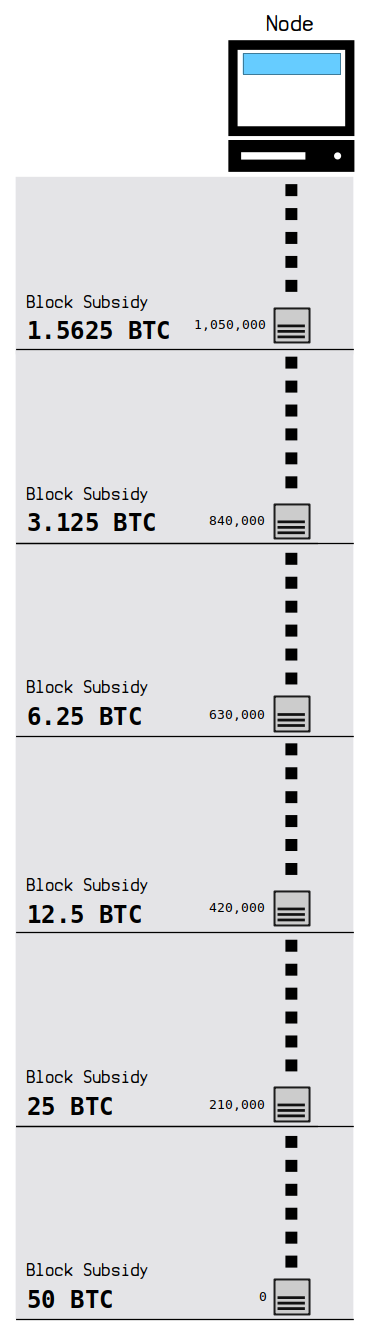 Node
Block Subsidy
1.5625 BTC 1,050,000
Block Subsidy
3.125 BTC 840,000
Block Subsidy
6.25 BTC 630,000
Block Subsidy
12.5 BTC 420,000
Block Subsidy
25 BTC 210,000
Block Subsidy
50 BTC 0